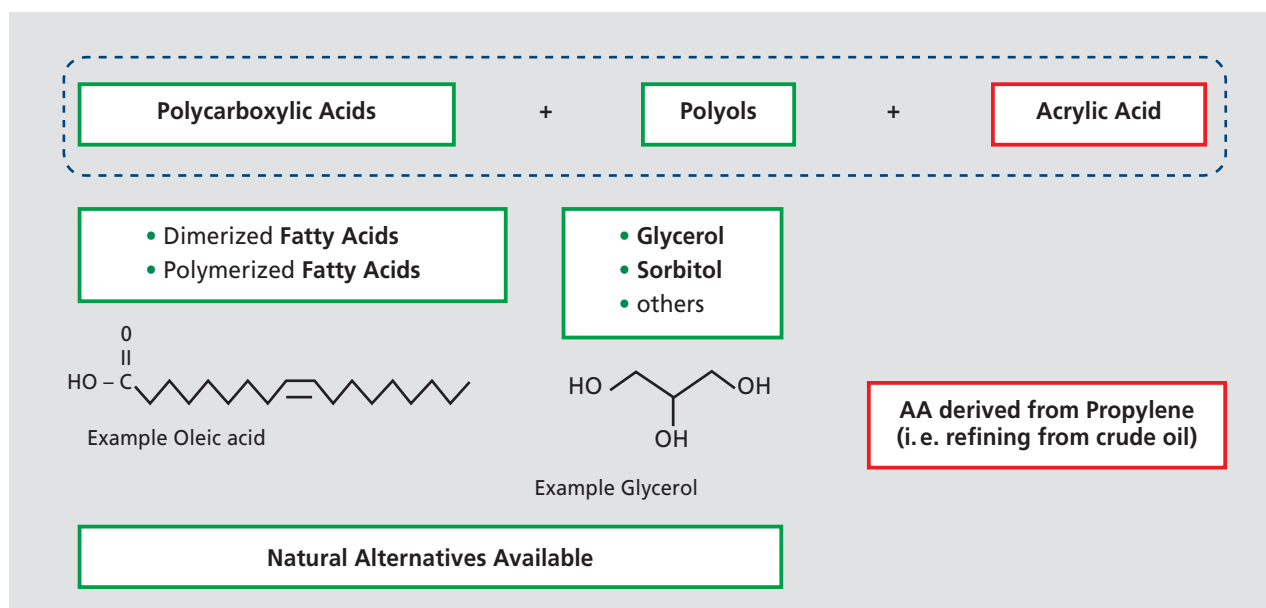 Polycarboxylic Acids + Polyols + Acrylic Acid
• Dimerized Fatty Acids
• Polymerized Fatty Acids
• Glycerol
• Sorbitol
• others
0
HO – C
Example Oleic acid
HO
OH
OH
Example Glycerol
AA derived from Propylene
(i. e. refining from crude oil)
Natural Alternatives Available